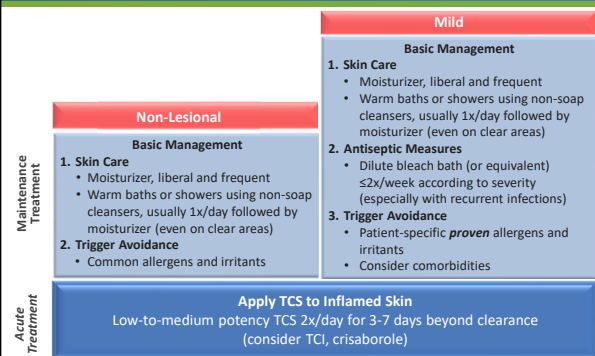 Mild
Basic Management
1. Skin Care
• Moisturizer, liberal and frequent
• Warm baths or showers using non-soap
cleansers, usually 1x/day followed by
moisturizer (even on clear areas)
2. Antiseptic Measures
• Dilute bleach bath (or equivalent)
≤2x/week according to severity
(especially with recurrent infections)
3. Trigger Avoidance
• Patient-specific proven allergens and
irritants
• Consider comorbidities
Non-Lesional
Basic Management
1. Skin Care
• Moisturizer, liberal and frequent
• Warm baths or showers using non-soap
cleansers, usually 1x/day followed by
moisturizer (even on clear areas)
2. Trigger Avoidance
• Common allergens and irritants
Maintenance
Treatment
Acute
Treatment
Apply TCS to Inflamed Skin
Low-to-medium potency TCS 2x/day for 3-7 days beyond clearance
(consider TCI, crisaborole)